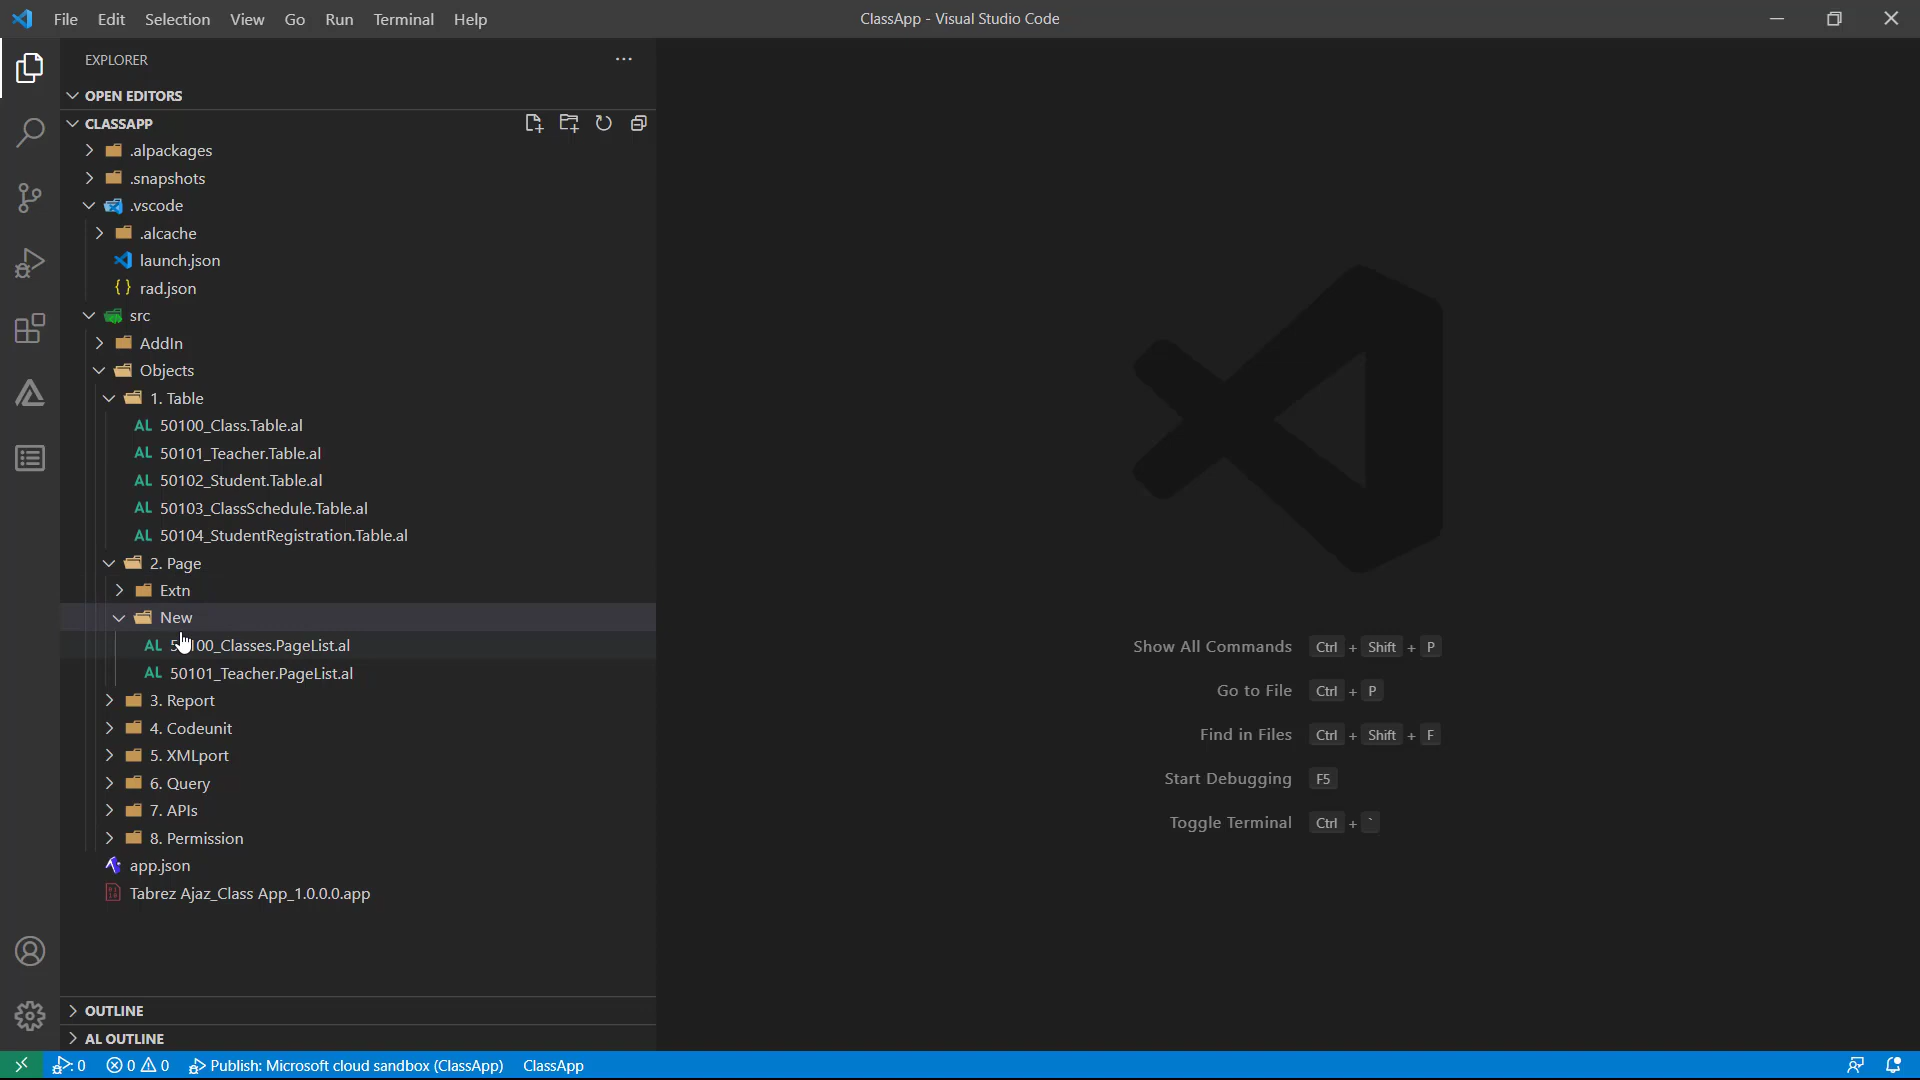 File Edit Selection View Go Run Terminal Help
ClassApp - Visual Studio Code
EXPLORER
OPEN EDITORS
CLASSAPP
.alpackages
.snapshots
.vscode
.alcache
launch.json
{} rad.json
src
AddIn
Objects
1. Table
AL 50100_Class.Table.al
AL 50101_Teacher.Table.al
AL 50102_Student.Table.al
AL 50103_ClassSchedule.Table.al
AL 50104_StudentRegistration.Table.al
2. Page
Extn
New
AL 50100_Classes.PageList.al
AL 50101_Teacher.PageList.al
3. Report
4. Codeunit
5. XMLport
6. Query
7. APIs
8. Permission
app.json
Tabrez Ajaz_Class App_1.0.0.0.app
OUTLINE
AL OUTLINE
Show All Commands Ctrl + Shift + P
Go to File Ctrl + P
Find in Files Ctrl + Shift + F
Start Debugging F5
Toggle Terminal Ctrl + `
: 0 0 0 Publish: Microsoft cloud sandbox (ClassApp) ClassApp